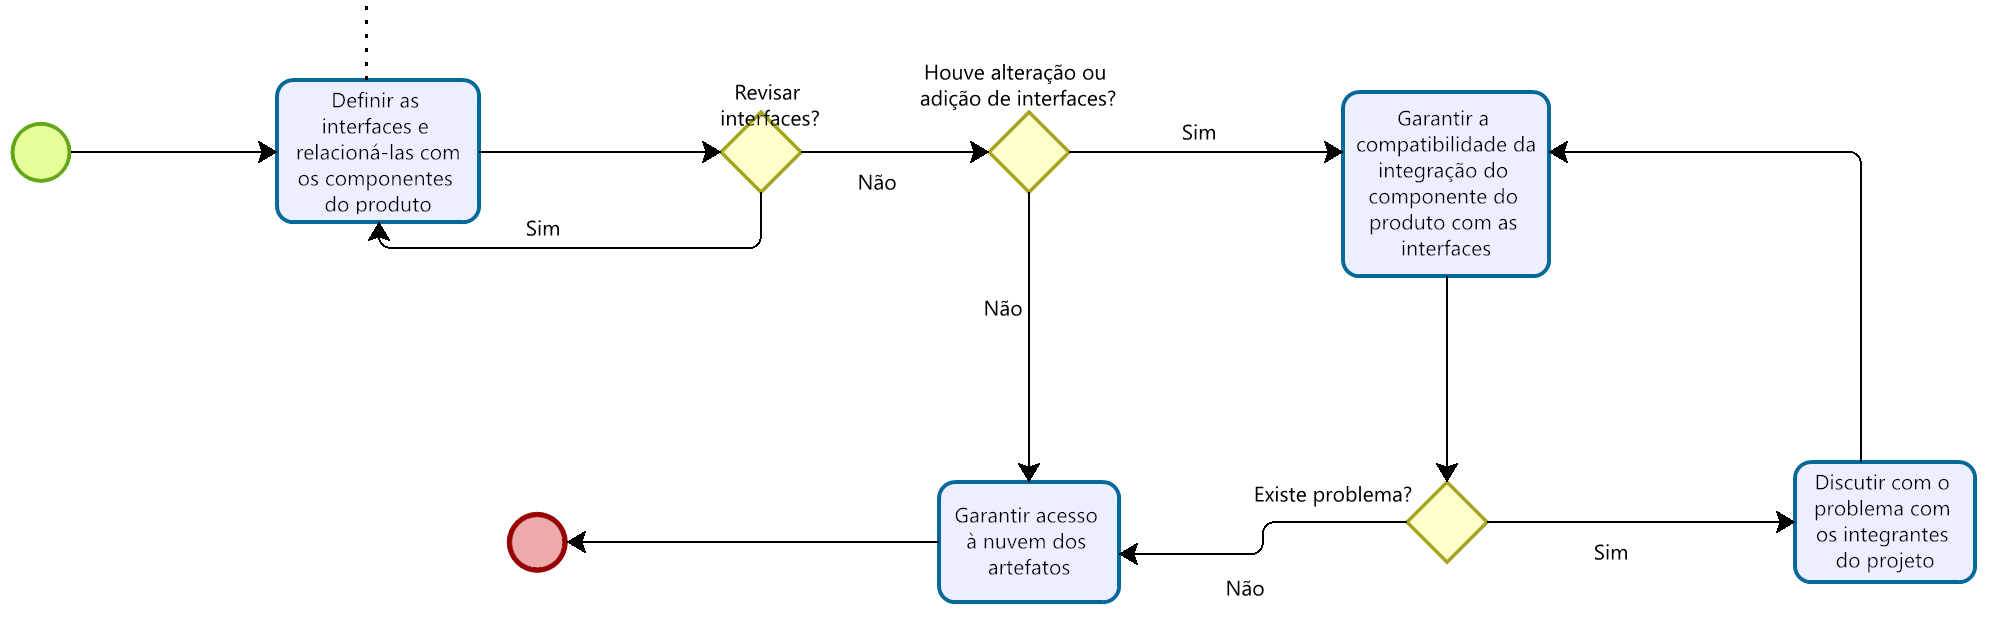 Definir as
interfaces e
relacioná-las com
os componentes
do produto
Revisar
interfaces?
Sim
Não
Houve alteração ou
adição de interfaces?
Sim
Não
Garantir a
compatibilidade da
integração do
componente do
produto com as
interfaces
Existe problema?
Não
Sim
Discutir com o
problema com
os integrantes
do projeto
Garantir acesso
à nuvem dos
artefatos